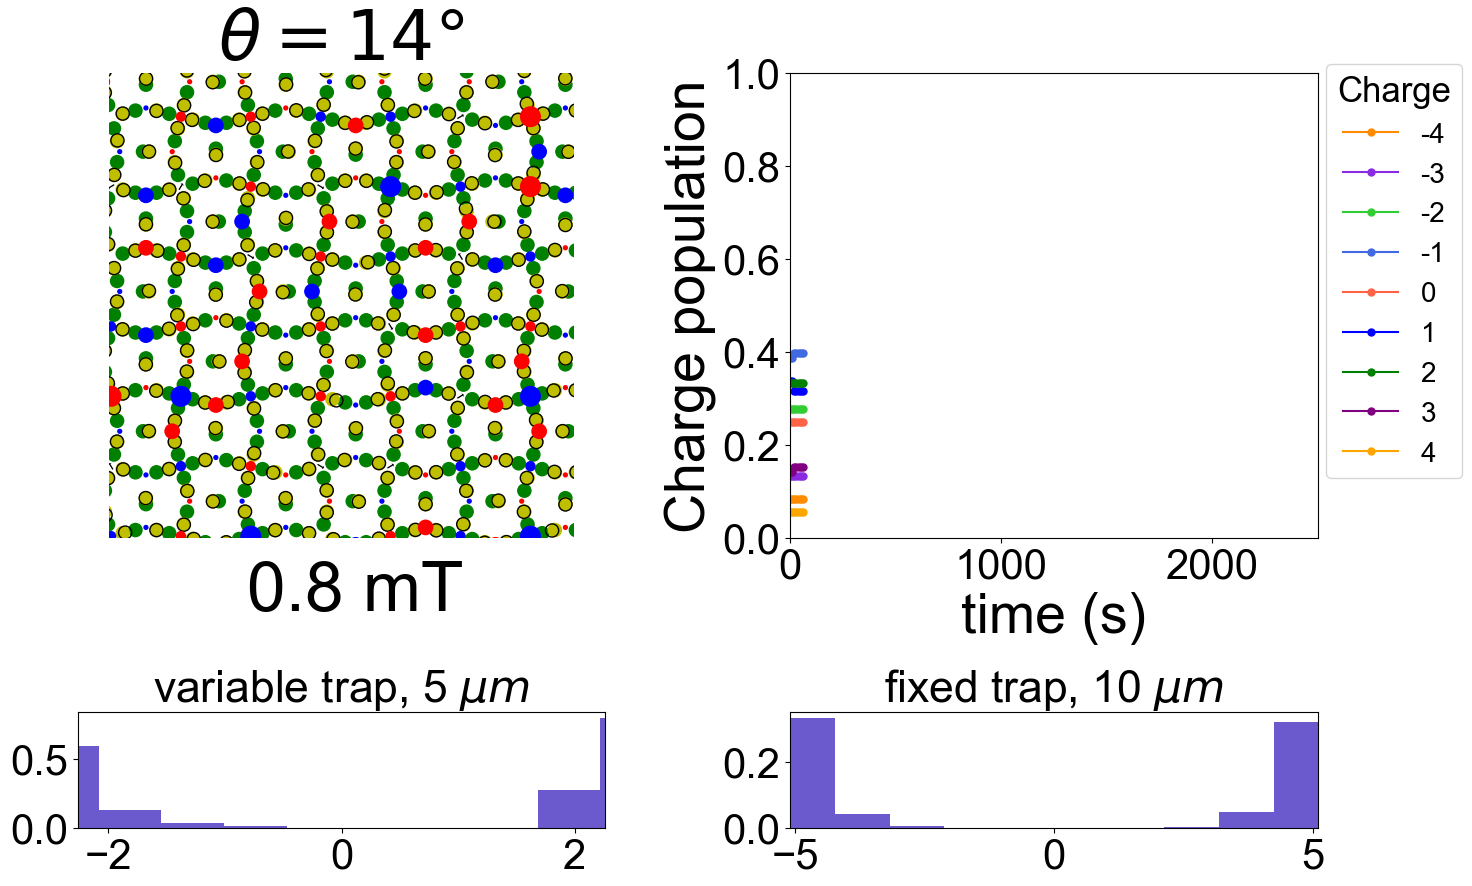 θ = 14°
0.8 mT
Charge population
1.0
0.8
0.6
0.4
0.2
0.0
0 1000 2000
time (s)
Charge
-4
-3
-2
-1
0
1
2
3
4
variable trap, 5 μm
0.5
0.0
−2 0 2
fixed trap, 10 μm
0.2
0.0
−5 0 5